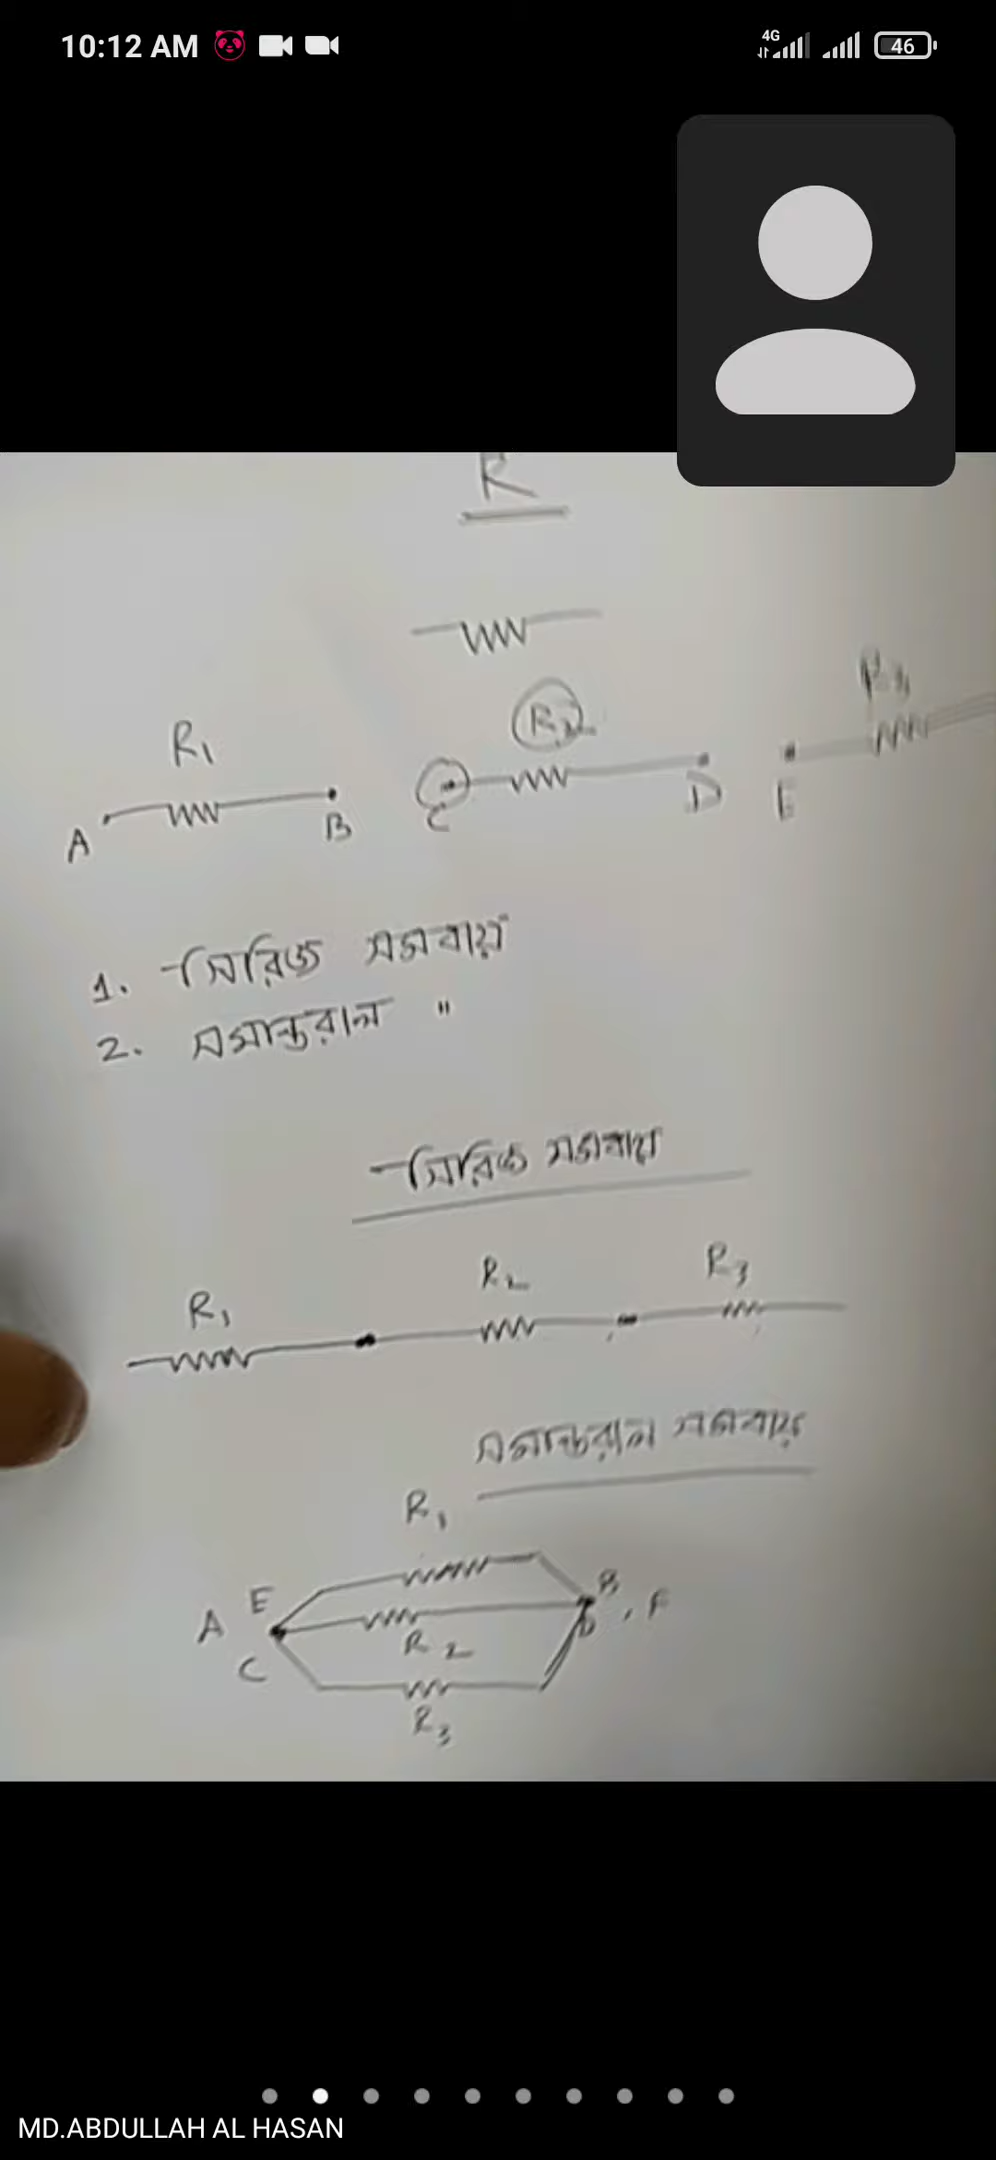 10:12 AM
4G
46
R
R₁
R₂
R₃
A
B
C
D
E
1. সিরিজ সমবায়
2. সমান্তরাল "
সিরিজ সমবায়
R₁
R₂
R₃
সমান্তরাল সমবায়
R₁
A E
B
D , F
R₂
C
R₃
MD.ABDULLAH AL HASAN